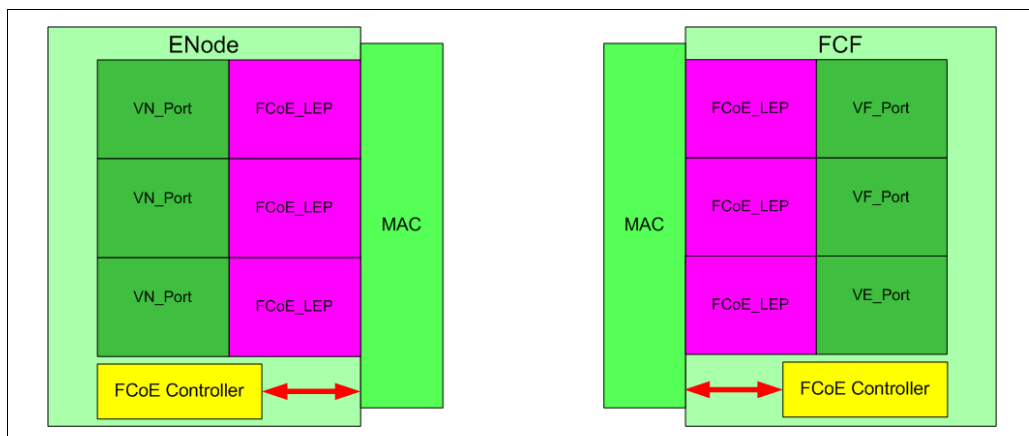 ENode
VN_Port
FCoE_LEP
VN_Port
FCoE_LEP
VN_Port
FCoE_LEP
MAC
FCoE Controller
FCF
MAC
FCoE_LEP
VF_Port
FCoE_LEP
VF_Port
FCoE_LEP
VE_Port
FCoE Controller